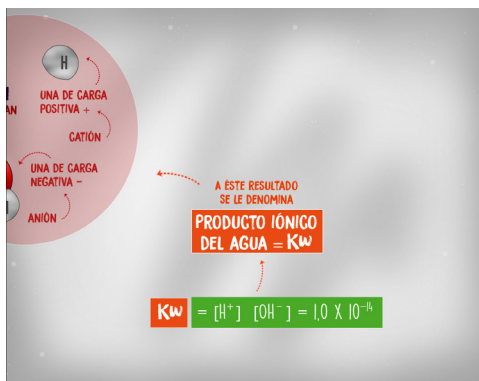 H
UNA DE CARGA
POSITIVA +
AN
CATIÓN
UNA DE CARGA
NEGATIVA –
ANIÓN
A ÉSTE RESULTADO
SE LE DENOMINA
PRODUCTO IÓNICO
DEL AGUA = KW
KW = [H⁺] [OH⁻] = 1,0 X 10⁻¹⁴